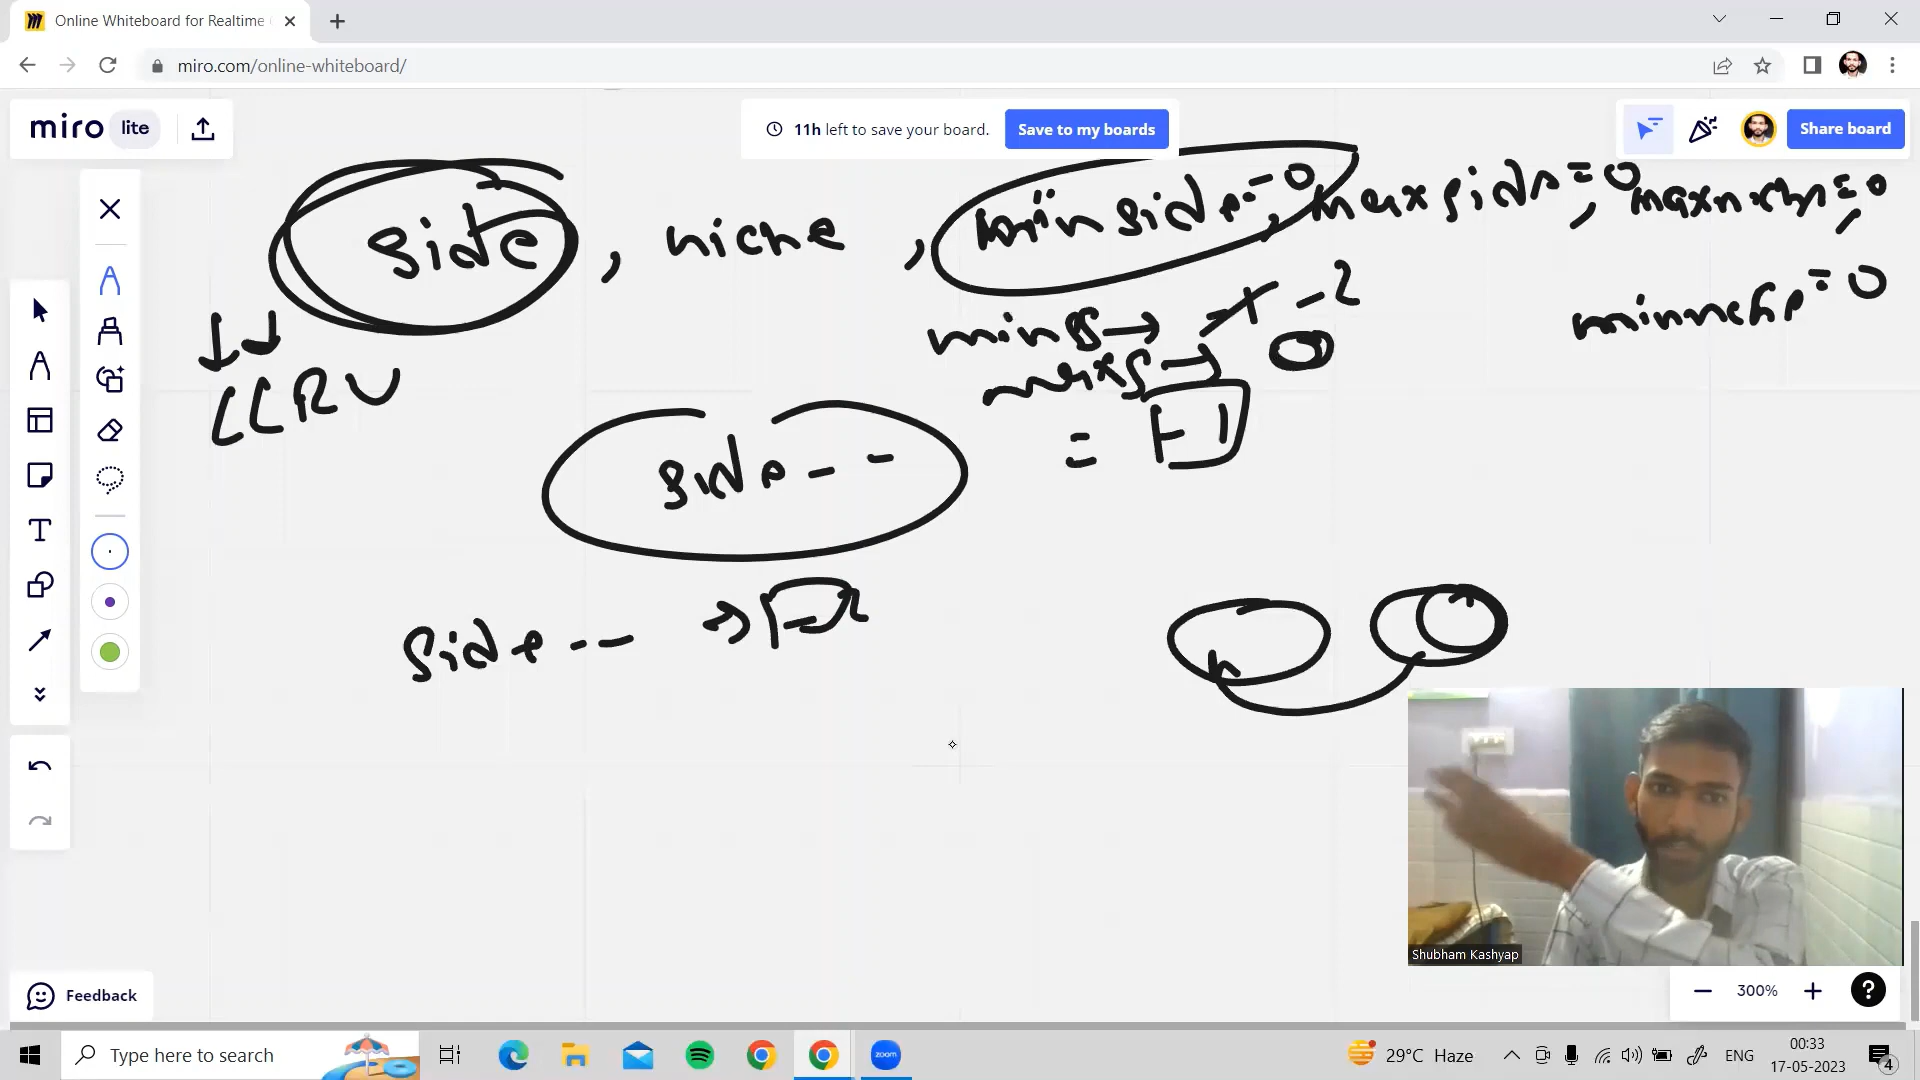 Online Whiteboard for Realtime
miro.com/online-whiteboard/
miro lite
11h left to save your board.
Save to my boards
Share board
side, niche, minside=0, maxside=0, maxniche=0,
minniche=0
mins→ -1 -2
maxs→ 0
LLRU
= -1
side--
side-- → -2
T
Shubham Kashyap
Feedback
300%
Type here to search
zoom
29°C Haze
ENG
00:33
17-05-2023
4